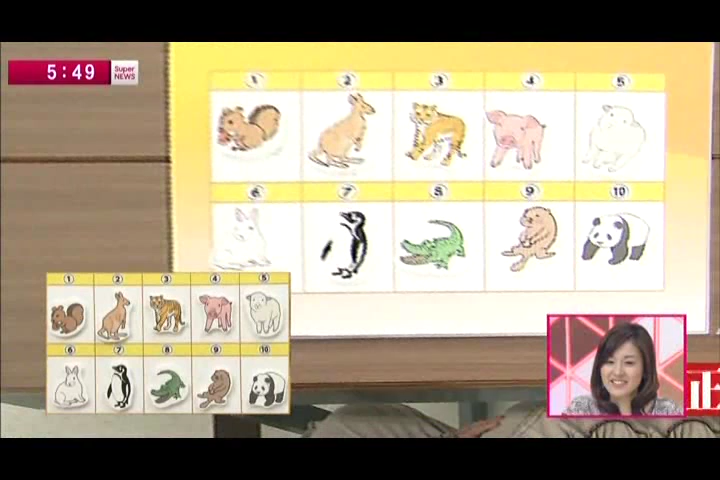 5:49
Super
NEWS
① ② ③ ④ ⑤
⑥ ⑦ ⑧ ⑨ ⑩
① ② ③ ④ ⑤
⑥ ⑦ ⑧ ⑨ ⑩
正